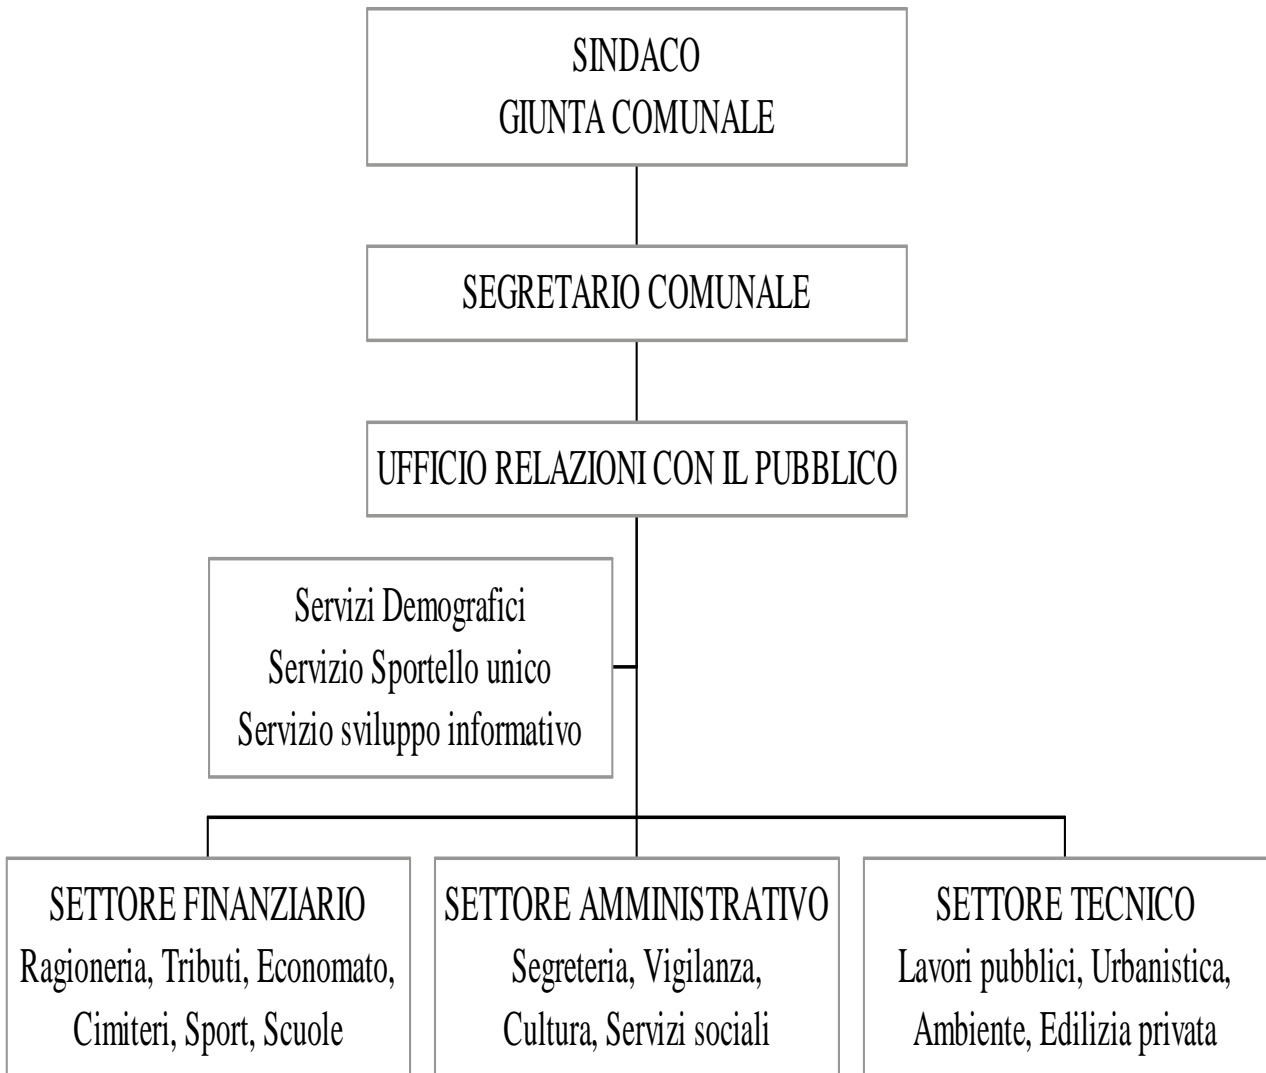 SINDACO
GIUNTA COMUNALE
SEGRETARIO COMUNALE
UFFICIO RELAZIONI CON IL PUBBLICO
Servizi Demografici
Servizio Sportello unico
Servizio sviluppo informativo
SETTORE FINANZIARIO
Ragioneria, Tributi, Economato,
Cimiteri, Sport, Scuole
SETTORE AMMINISTRATIVO
Segreteria, Vigilanza,
Cultura, Servizi sociali
SETTORE TECNICO
Lavori pubblici, Urbanistica,
Ambiente, Edilizia privata